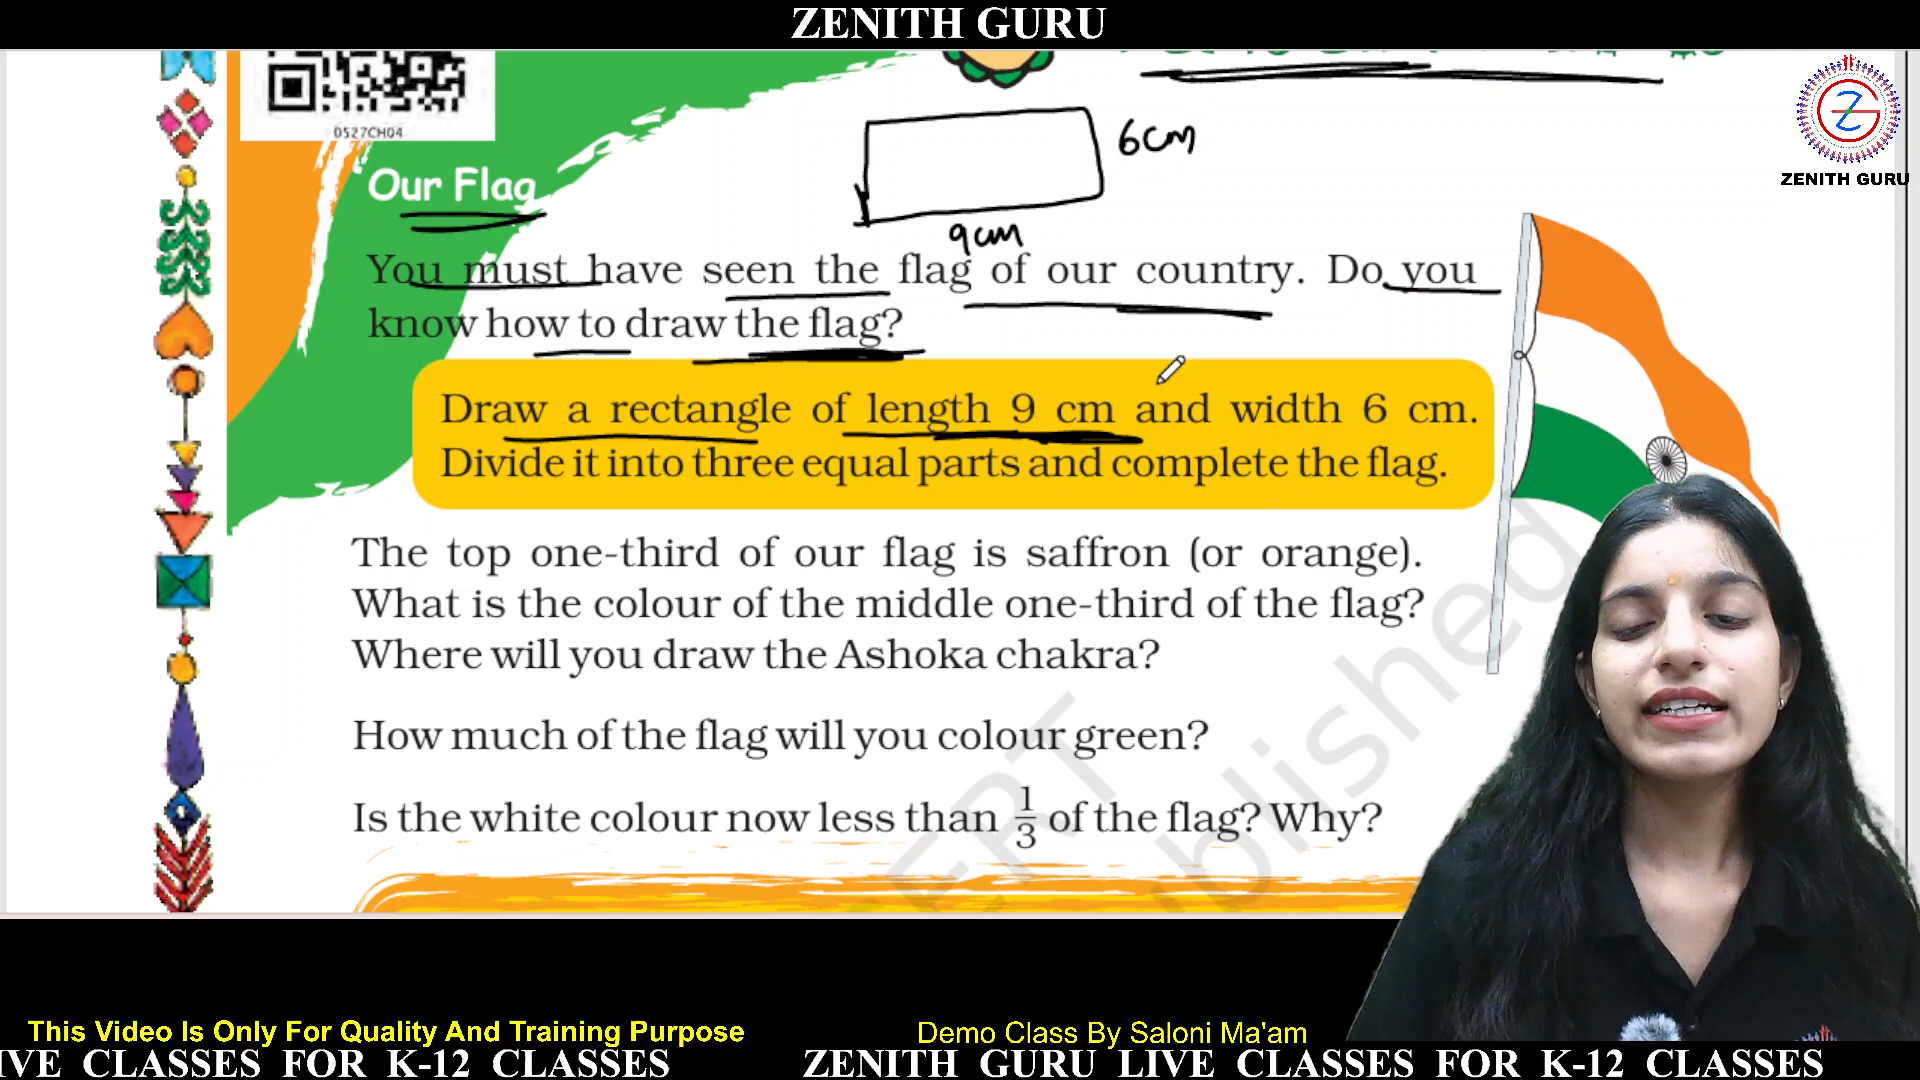 ZENITH GURU
ZENITH GURU
0527CH04
6cm
Our Flag
9cm
You must have seen the flag of our country. Do you
know how to draw the flag?
Draw a rectangle of length 9 cm and width 6 cm.
Divide it into three equal parts and complete the flag.
The top one-third of our flag is saffron (or orange).
What is the colour of the middle one-third of the flag?
Where will you draw the Ashoka chakra?
How much of the flag will you colour green?
Is the white colour now less than 1/3 of the flag? Why?
This Video Is Only For Quality And Training Purpose
Demo Class By Saloni Ma'am
IVE CLASSES FOR K-12 CLASSES ZENITH GURU LIVE CLASSES FOR K-12 CLASSES